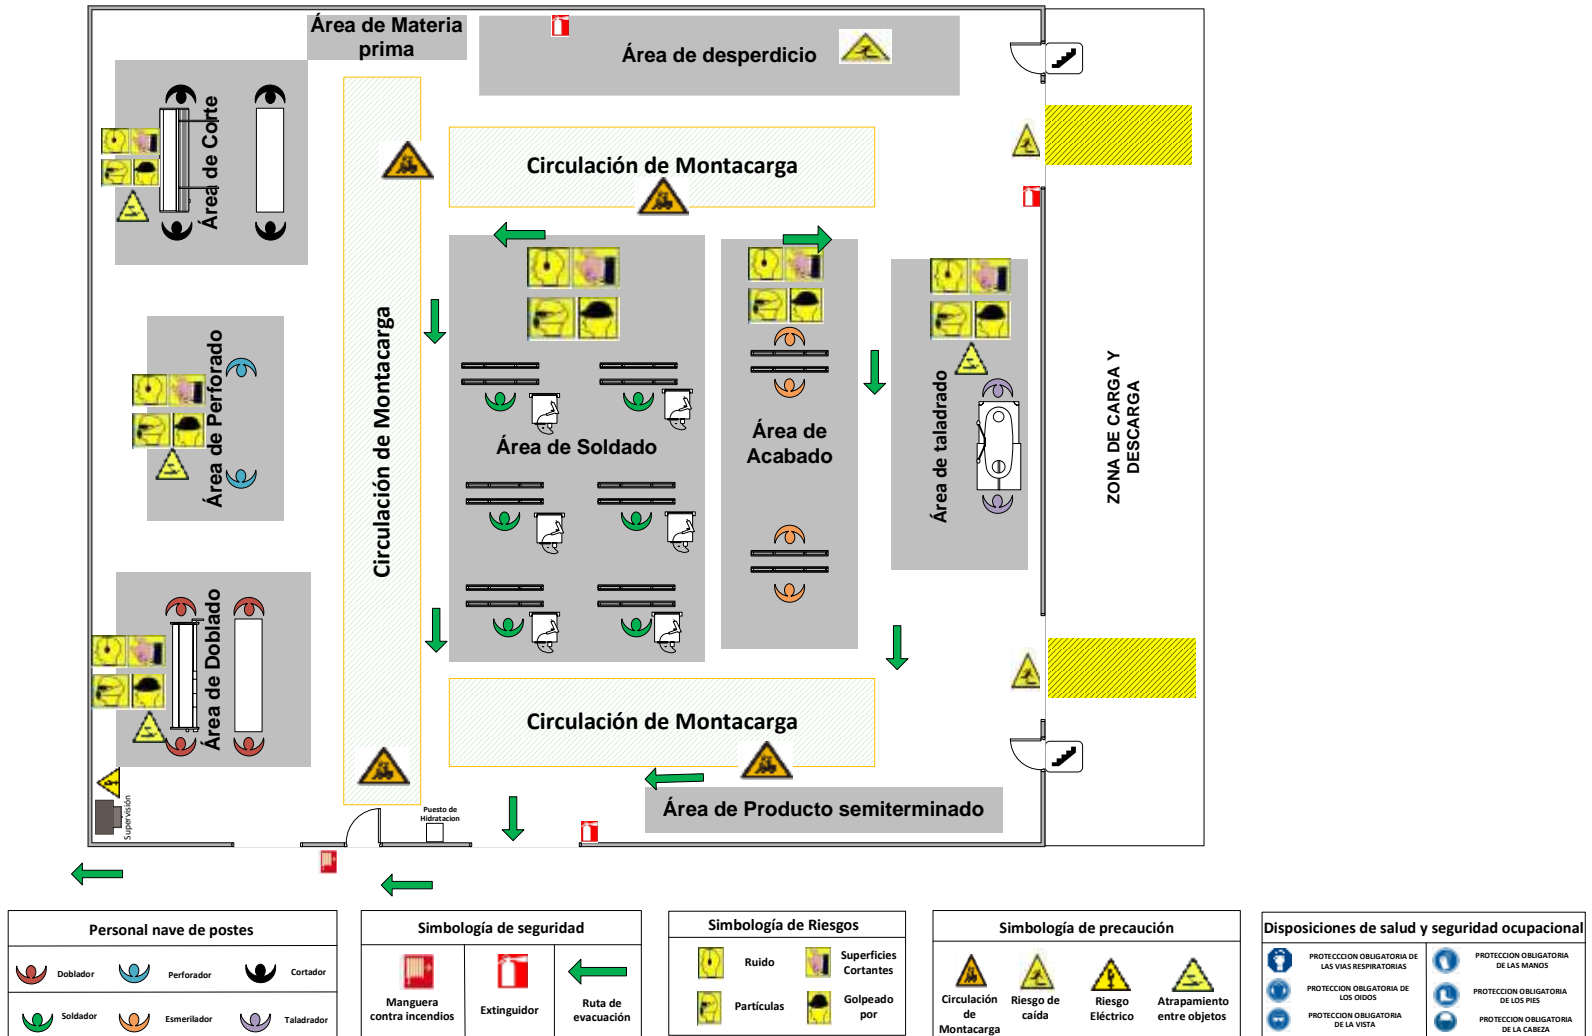 Área de Materia
prima
Área de desperdicio
Área de Corte
Circulación de Montacarga
Circulación de Montacarga
Área de Perforado
Área de Soldado
Área de
Acabado
Área de taladrado
ZONA DE CARGA Y
DESCARGA
Área de Doblado
Circulación de Montacarga
Supervisión
Puesto de
Hidratacion
Área de Producto semiterminado
Personal nave de postes
Doblador
Perforador
Cortador
Soldador
Esmerilador
Taladrador
Simbología de seguridad
Manguera
contra incendios
Extinguidor
Ruta de
evacuación
Simbología de Riesgos
Ruido
Superficies
Cortantes
Partículas
Golpeado
por
Simbología de precaución
Circulación
de
Montacarga
Riesgo de
caída
Riesgo
Eléctrico
Atrapamiento
entre objetos
Disposiciones de salud y seguridad ocupacional
PROTECCION OBLIGATORIA DE
LAS VIAS RESPIRATORIAS
PROTECCION OBLIGATORIA
DE LAS MANOS
PROTECCION OBLGATORIA DE
LOS OIDOS
PROTECCION OBLIGATORIA
DE LOS PIES
PROTECCION OBLIGATORIA
DE LA VISTA
PROTECCION OBLIGATORIA
DE LA CABEZA